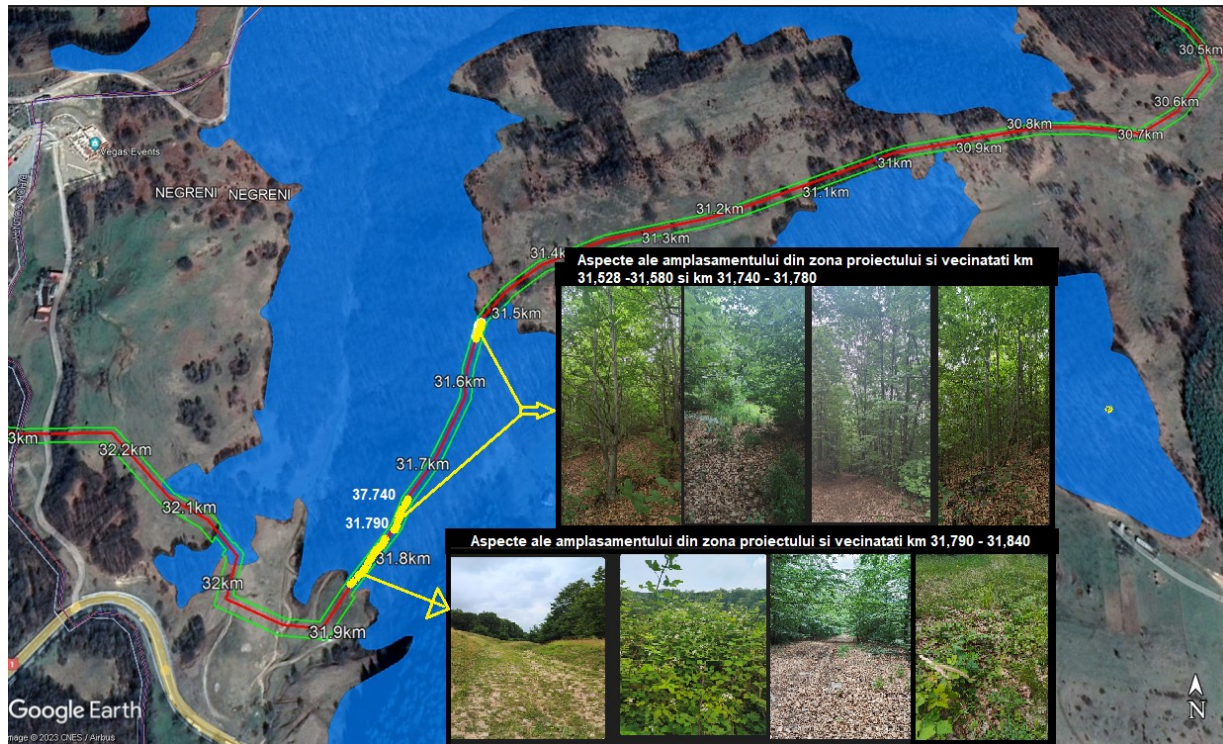 30.5km
30.6km
30.7km
30.8km
30.9km
31km
31.1km
31.2km
31.3km
31.4k
Vegas Events
NEGRENI NEGRENI
Aspecte ale amplasamentului din zona proiectului si vecinatati km
31,528 -31,580 si km 31,740 - 31,780
31.5km
31.6km
31.7km
37.740
31.790
31.8km
Aspecte ale amplasamentului din zona proiectului si vecinatati km 31,790 - 31,840
31.9km
32km
32.1km
32.2km
3km
1
N
Google Earth
mage © 2023 CNES / Airbus